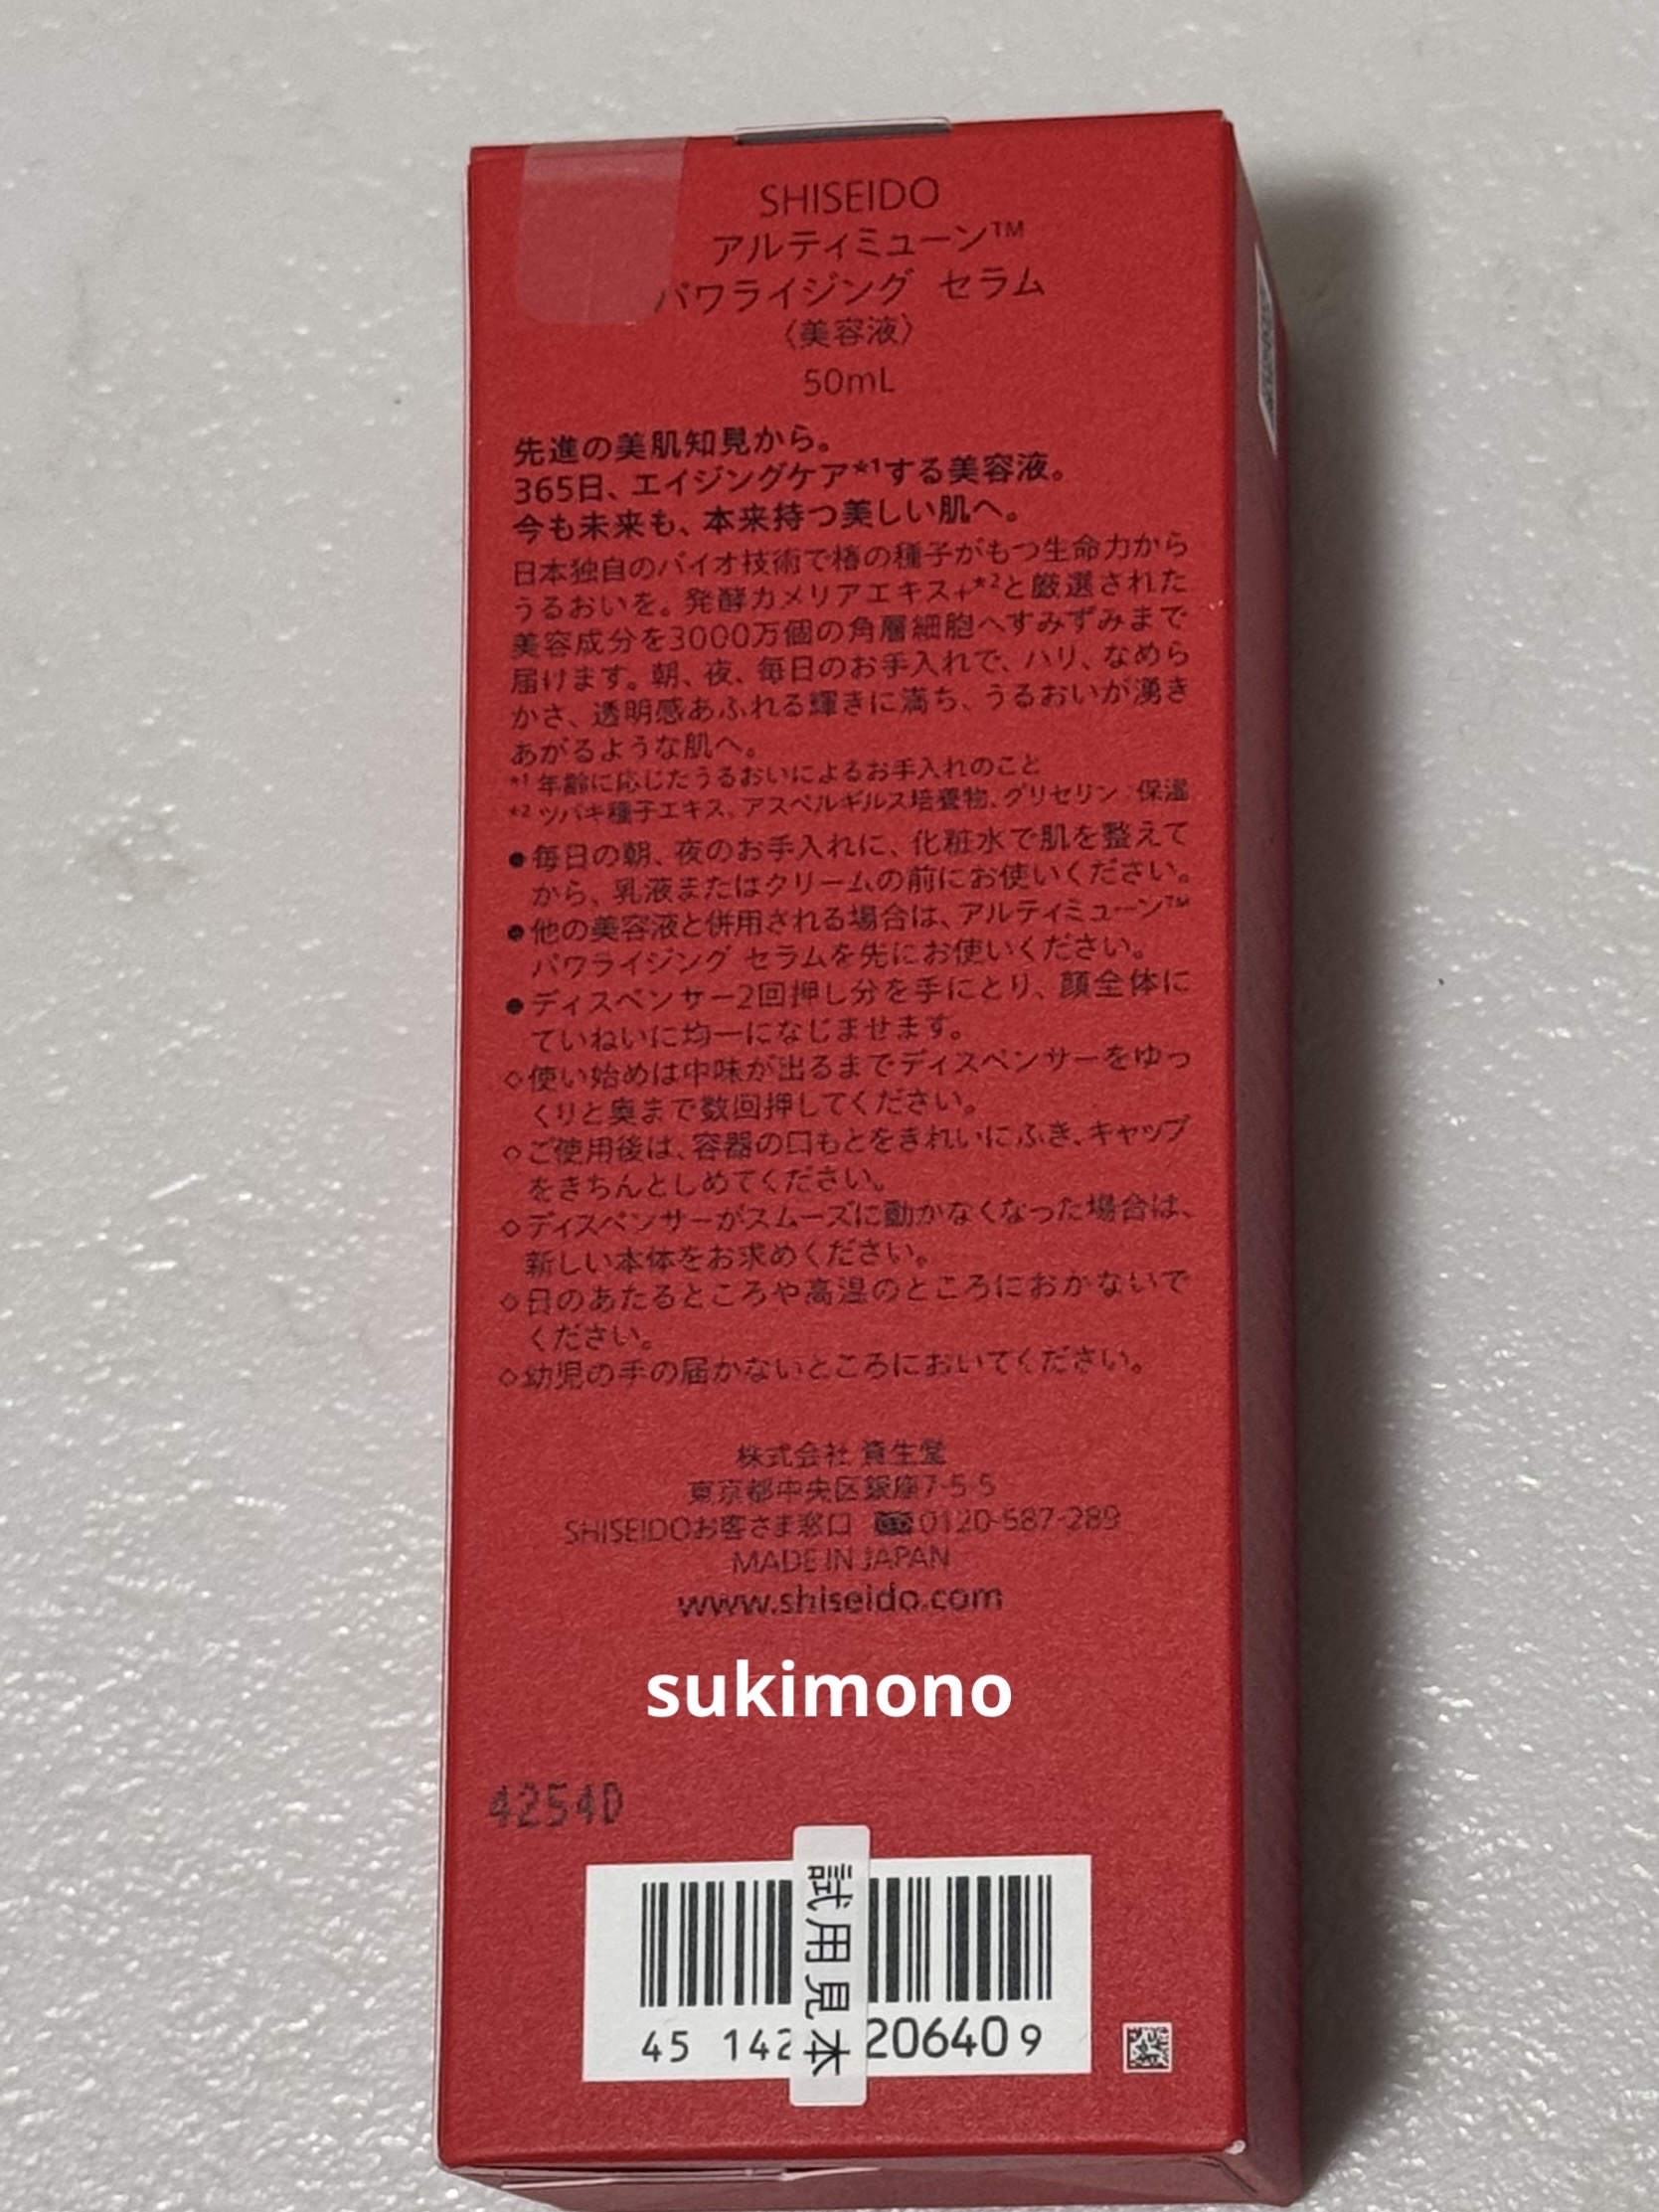 SHISEIDO
アルティミューン™
パワライジング セラム
〈美容液〉
50mL
先進の美肌知見から。
365日、エイジングケア*1する美容液。
今も未来も、本来持つ美しい肌へ。
日本独自のバイオ技術で椿の種子がもつ生命力から
うるおいを。発酵カメリアエキス+*2と厳選された
美容成分を3000万個の角層細胞へすみずみまで
届けます。朝、夜、毎日のお手入れで、ハリ、なめら
かさ、透明感あふれる輝きに満ち、うるおいが湧き
あがるような肌へ。
*1 年齢に応じたうるおいによるお手入れのこと
*2 ツバキ種子エキス、アスペルギルス培養物、グリセリン 保湿
●毎日の朝、夜のお手入れに、化粧水で肌を整えて
から、乳液またはクリームの前にお使いください。
●他の美容液と併用される場合は、アルティミューン™
パワライジング セラムを先にお使いください。
●ディスペンサー2回押し分を手にとり、顔全体に
ていねいに均一になじませます。
◇使い始めは中味が出るまでディスペンサーをゆっ
くりと奥まで数回押してください。
◇ご使用後は、容器の口もとをきれいにふき、キャップ
をきちんとしめてください。
◇ディスペンサーがスムーズに動かなくなった場合は、
新しい本体をお求めください。
◇日のあたるところや高温のところにおかないで
ください。
◇幼児の手の届かないところにおいてください。
株式会社 資生堂
東京都中央区銀座7-5-5
SHISEIDOお客さま窓口 0120-587-289
MADE IN JAPAN
www.shiseido.com
sukimono
4254D
試用見本
45 142 206409